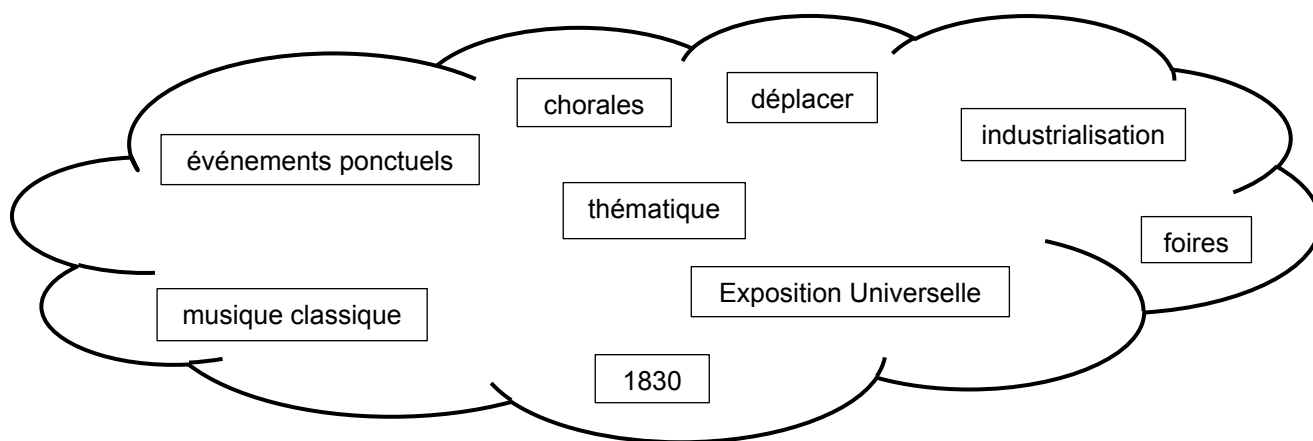 chorales
déplacer
industrialisation
événements ponctuels
thématique
foires
Exposition Universelle
musique classique
1830